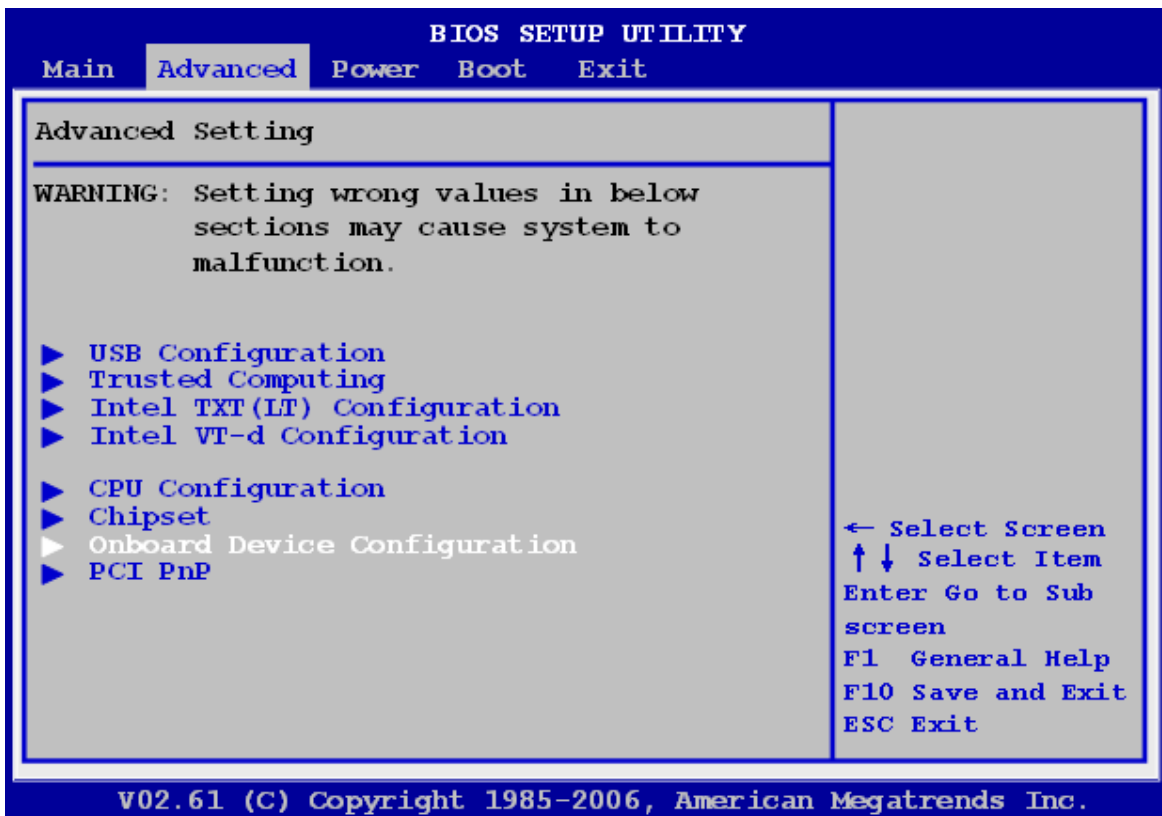 BIOS SETUP UTILITY
Main Advanced Power Boot Exit
Advanced Setting
WARNING: Setting wrong values in below
sections may cause system to
malfunction.
▶ USB Configuration
▶ Trusted Computing
▶ Intel TXT(LT) Configuration
▶ Intel VT-d Configuration
▶ CPU Configuration
▶ Chipset
▶ Onboard Device Configuration
▶ PCI PnP
← Select Screen
↑↓ Select Item
Enter Go to Sub
screen
F1 General Help
F10 Save and Exit
ESC Exit
V02.61 (C) Copyright 1985-2006, American Megatrends Inc.